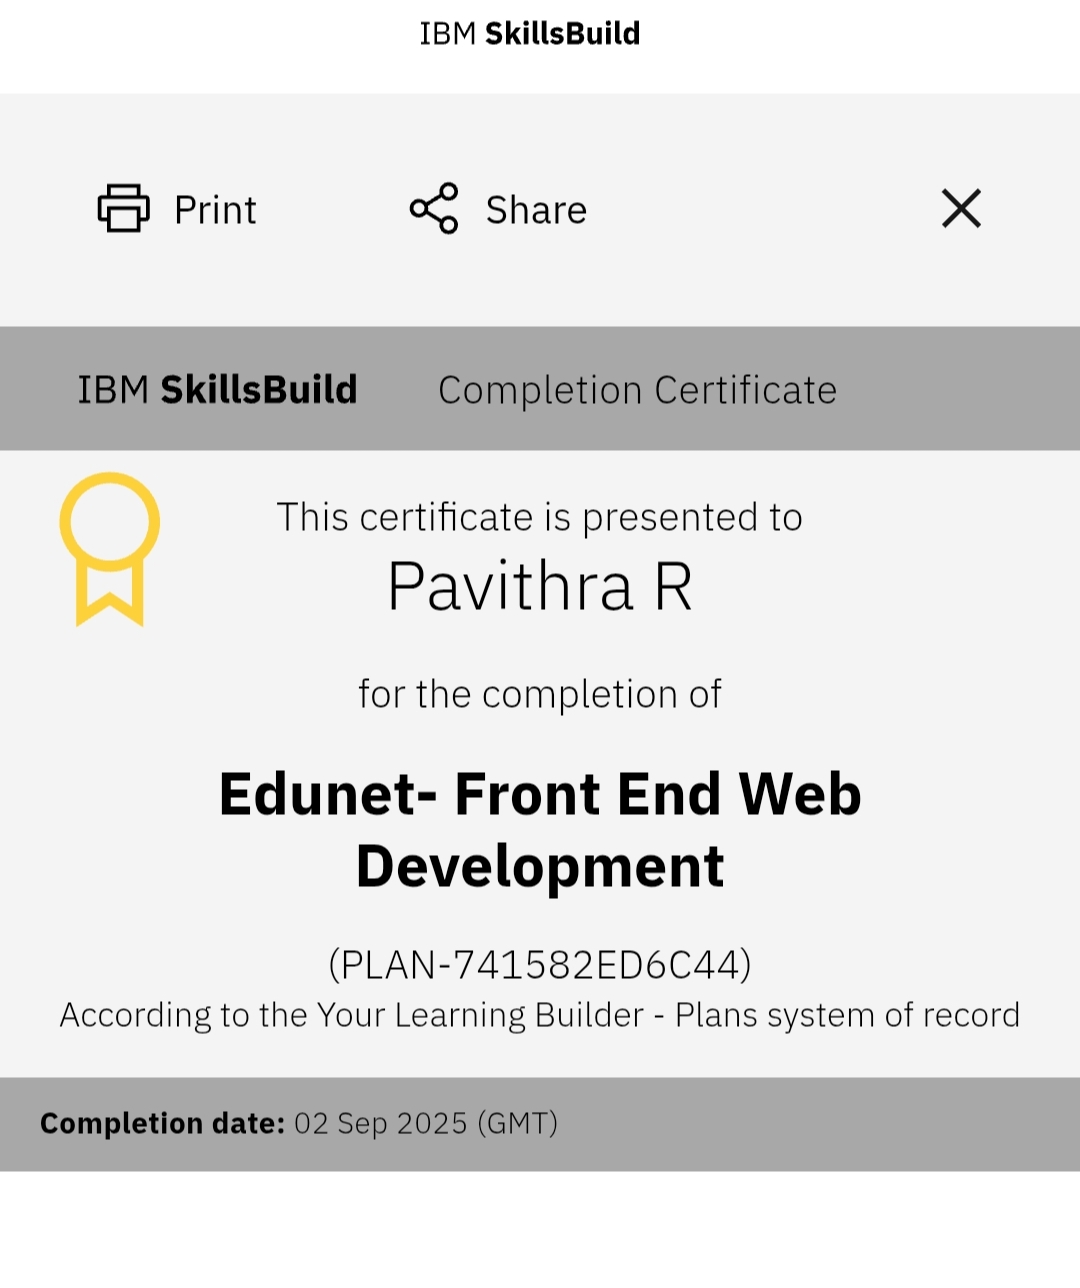 IBM SkillsBuild
Print
Share
IBM SkillsBuild
Completion Certificate
This certificate is presented to
Pavithra R
for the completion of
Edunet- Front End Web
Development
(PLAN-741582ED6C44)
According to the Your Learning Builder - Plans system of record
Completion date: 02 Sep 2025 (GMT)